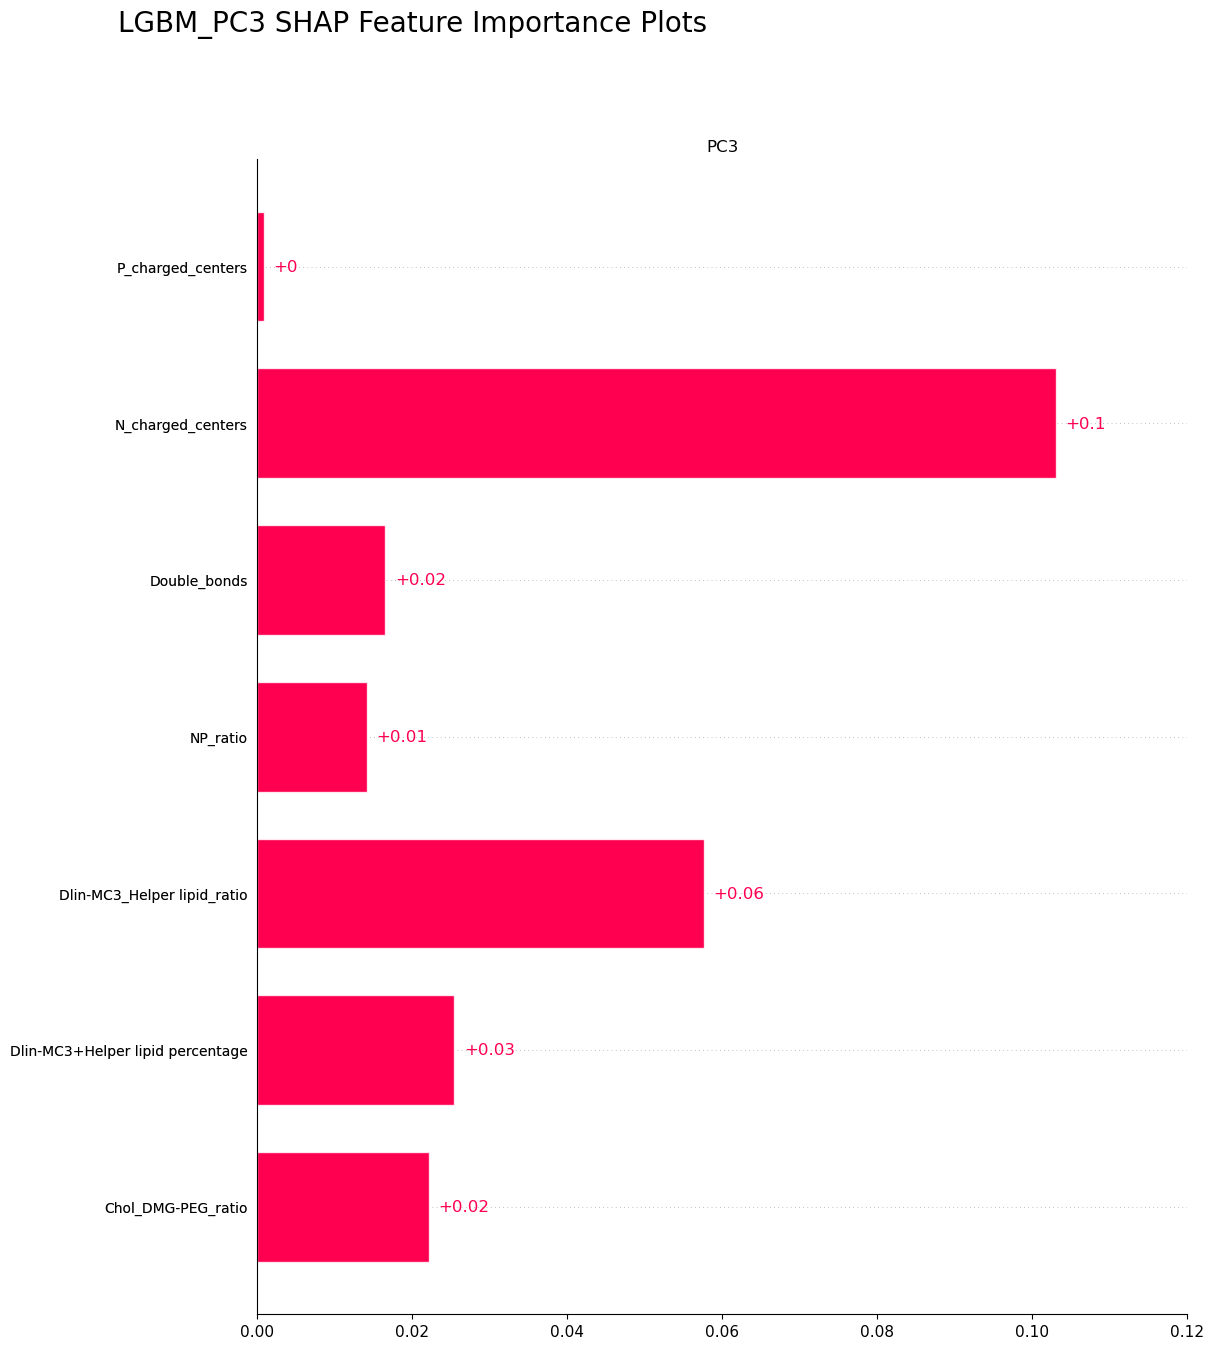 LGBM_PC3 SHAP Feature Importance Plots
PC3
P_charged_centers
+0
N_charged_centers
+0.1
Double_bonds
+0.02
NP_ratio
+0.01
Dlin-MC3_Helper lipid_ratio
+0.06
Dlin-MC3+Helper lipid percentage
+0.03
Chol_DMG-PEG_ratio
+0.02
0.00 0.02 0.04 0.06 0.08 0.10 0.12